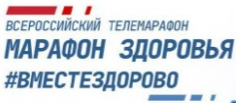 ВСЕРОССИЙСКИЙ ТЕЛЕМАРАФОН
МАРАФОН ЗДОРОВЬЯ
#ВМЕСТЕЗДОРОВО